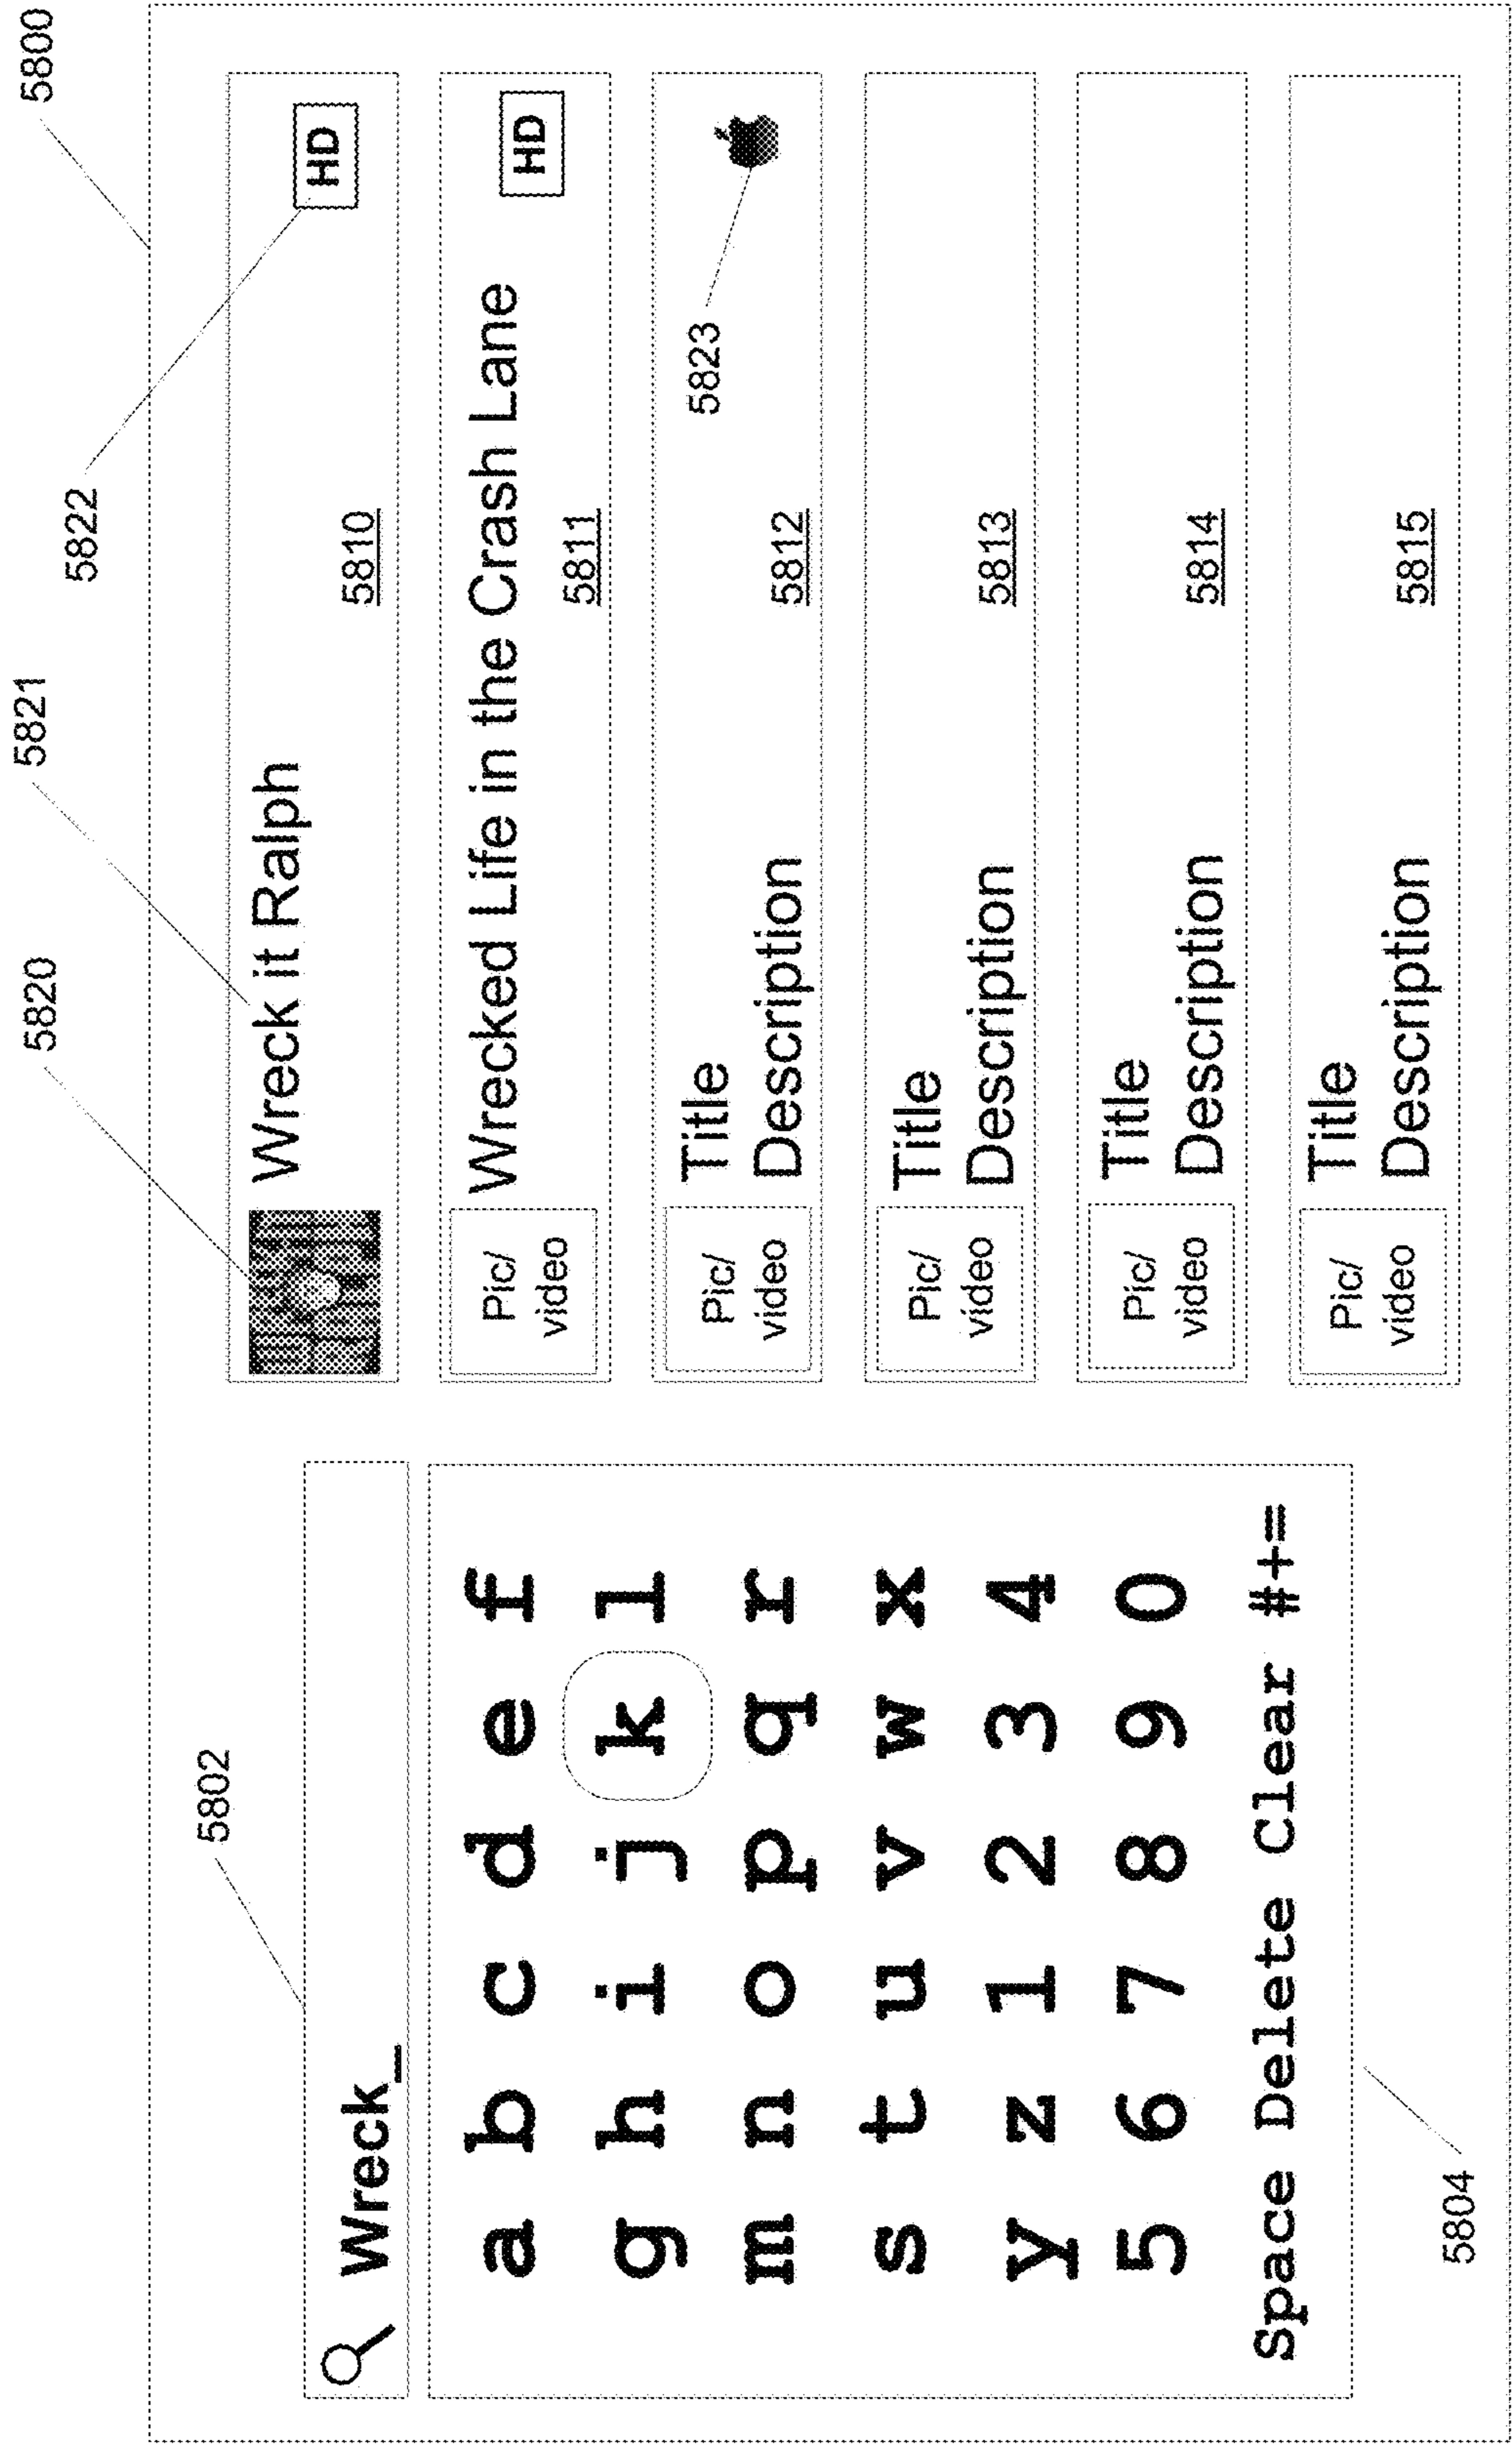 5800
5820
5821
5822
5802
Wreck_
a b c d e f
g h i j k l
m n o p q r
s t u v w x
y z 1 2 3 4
5 6 7 8 9 0
Space Delete Clear #+=
5804
Wreck it Ralph
HD
5810
Pic/
video
Wrecked Life in the Crash Lane
HD
5811
Pic/
video
Title
Description
5812
5823
Pic/
video
Title
Description
5813
Pic/
video
Title
Description
5814
Pic/
video
Title
Description
5815